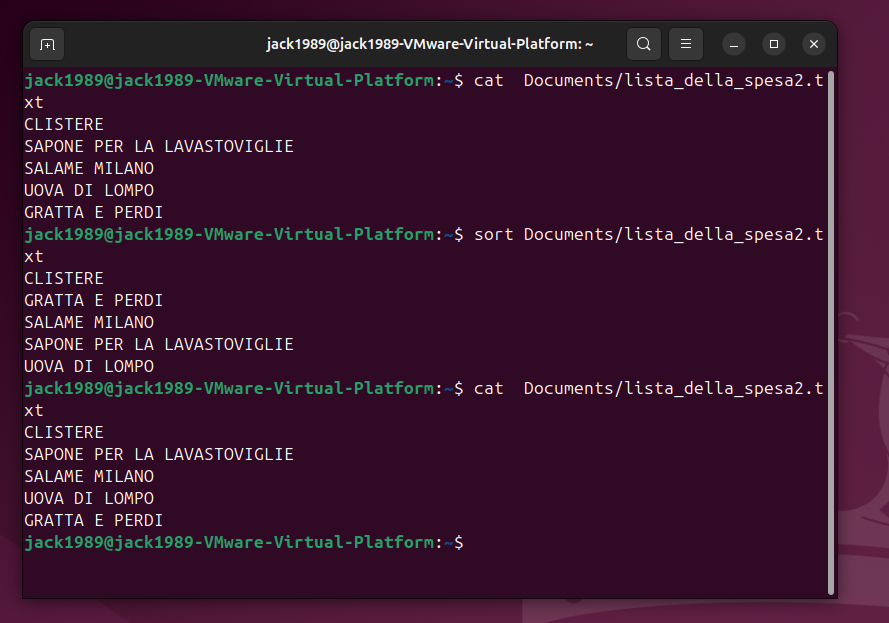 jack1989@jack1989-VMware-Virtual-Platform: ~
jack1989@jack1989-VMware-Virtual-Platform:~$ cat  Documents/lista_della_spesa2.t
xt
CLISTERE
SAPONE PER LA LAVASTOVIGLIE
SALAME MILANO
UOVA DI LOMPO
GRATTA E PERDI
jack1989@jack1989-VMware-Virtual-Platform:~$ sort Documents/lista_della_spesa2.t
xt
CLISTERE
GRATTA E PERDI
SALAME MILANO
SAPONE PER LA LAVASTOVIGLIE
UOVA DI LOMPO
jack1989@jack1989-VMware-Virtual-Platform:~$ cat  Documents/lista_della_spesa2.t
xt
CLISTERE
SAPONE PER LA LAVASTOVIGLIE
SALAME MILANO
UOVA DI LOMPO
GRATTA E PERDI
jack1989@jack1989-VMware-Virtual-Platform:~$